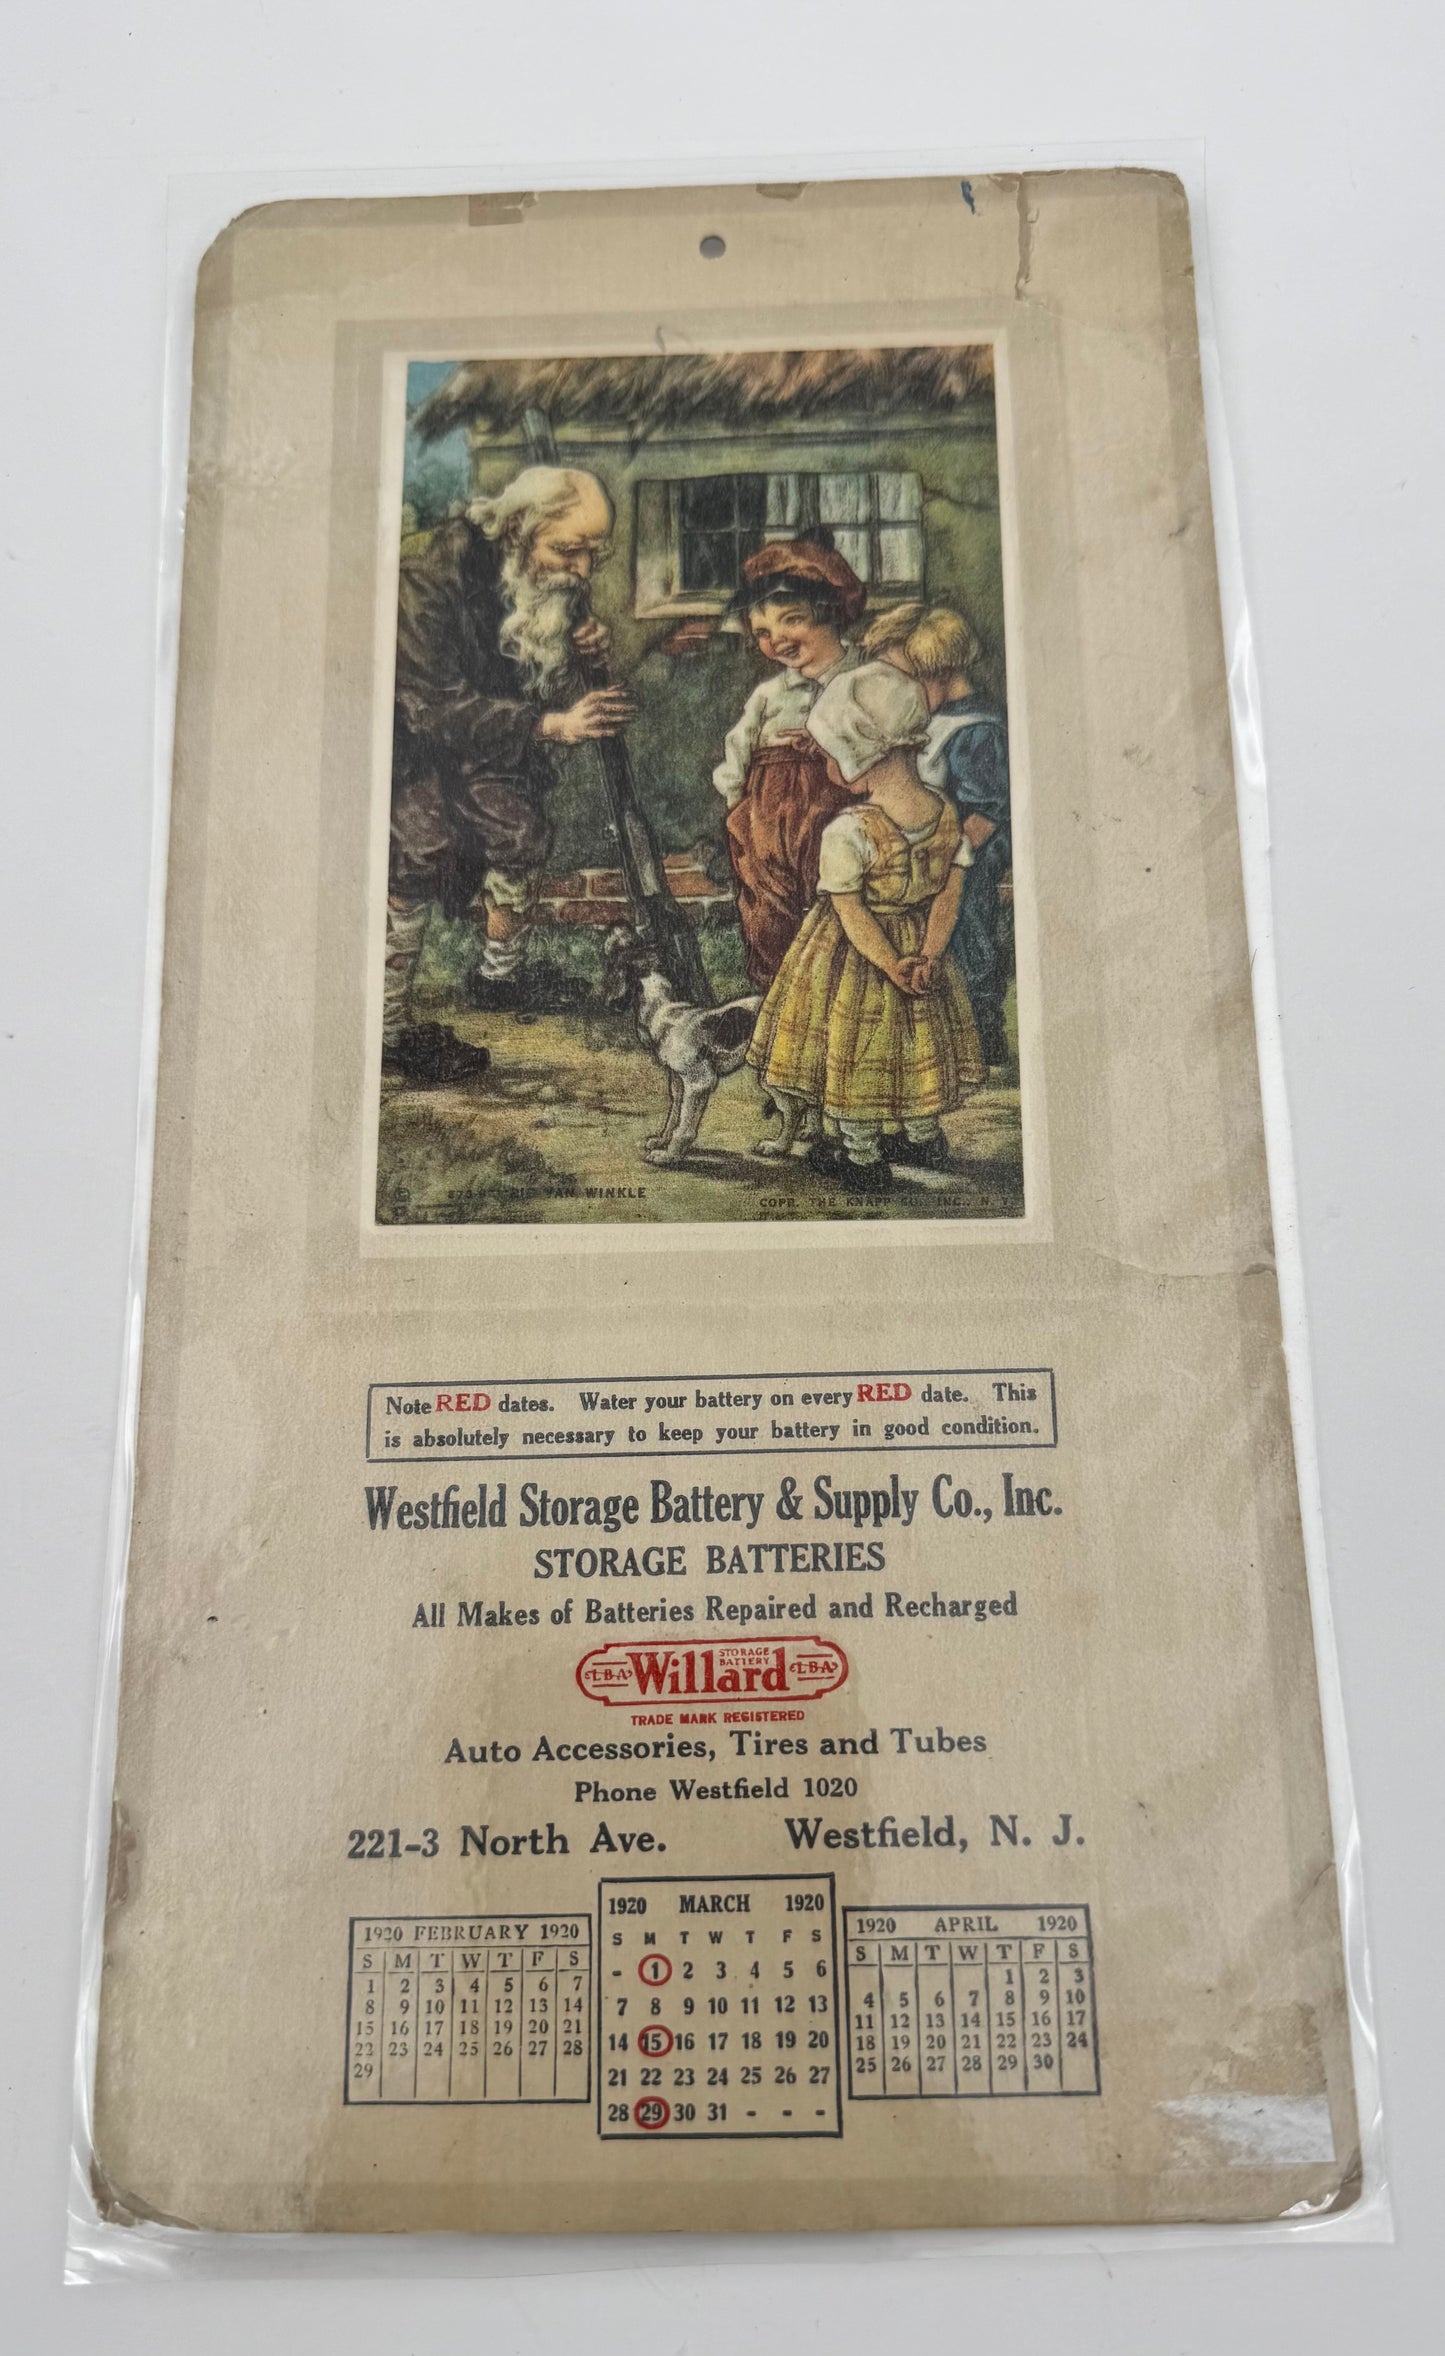 RIP VAN WINKLE
COPR. THE KNAPP CO. INC., N. Y.
Note RED dates. Water your battery on every RED date. This
is absolutely necessary to keep your battery in good condition.
Westfield Storage Battery & Supply Co., Inc.
STORAGE BATTERIES
All Makes of Batteries Repaired and Recharged
LBA Willard STORAGE BATTERY LBA
TRADE MARK REGISTERED
Auto Accessories, Tires and Tubes
Phone Westfield 1020
221-3 North Ave. Westfield, N. J.
1920 FEBRUARY 1920
S M T W T F S
1 2 3 4 5 6 7
8 9 10 11 12 13 14
15 16 17 18 19 20 21
22 23 24 25 26 27 28
29
1920 MARCH 1920
S M T W T F S
- 1 2 3 4 5 6
7 8 9 10 11 12 13
14 15 16 17 18 19 20
21 22 23 24 25 26 27
28 29 30 31 - - -
1920 APRIL 1920
S M T W T F S
1 2 3
4 5 6 7 8 9 10
11 12 13 14 15 16 17
18 19 20 21 22 23 24
25 26 27 28 29 30